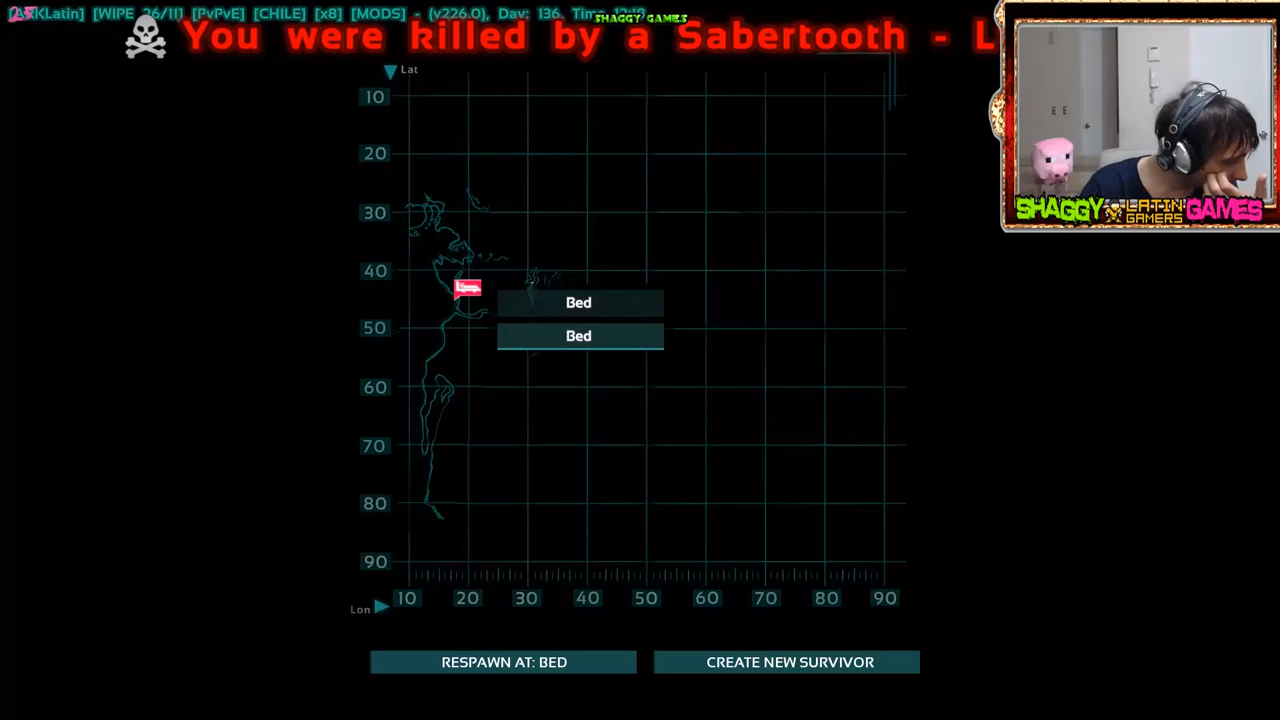 [ARKLatin] [WIPE 26/11] [PvPvE] [CHILE] [x8] [MODS] - (v226.0), Day: 136, Time
SHAGGY GAMES
You were killed by a Sabertooth - L
Lat
10
20
30
40
50
60
70
80
90
Bed
Bed
Lon
10 20 30 40 50 60 70 80 90
RESPAWN AT: BED
CREATE NEW SURVIVOR
SHAGGY LATIN GAMERS GAMES